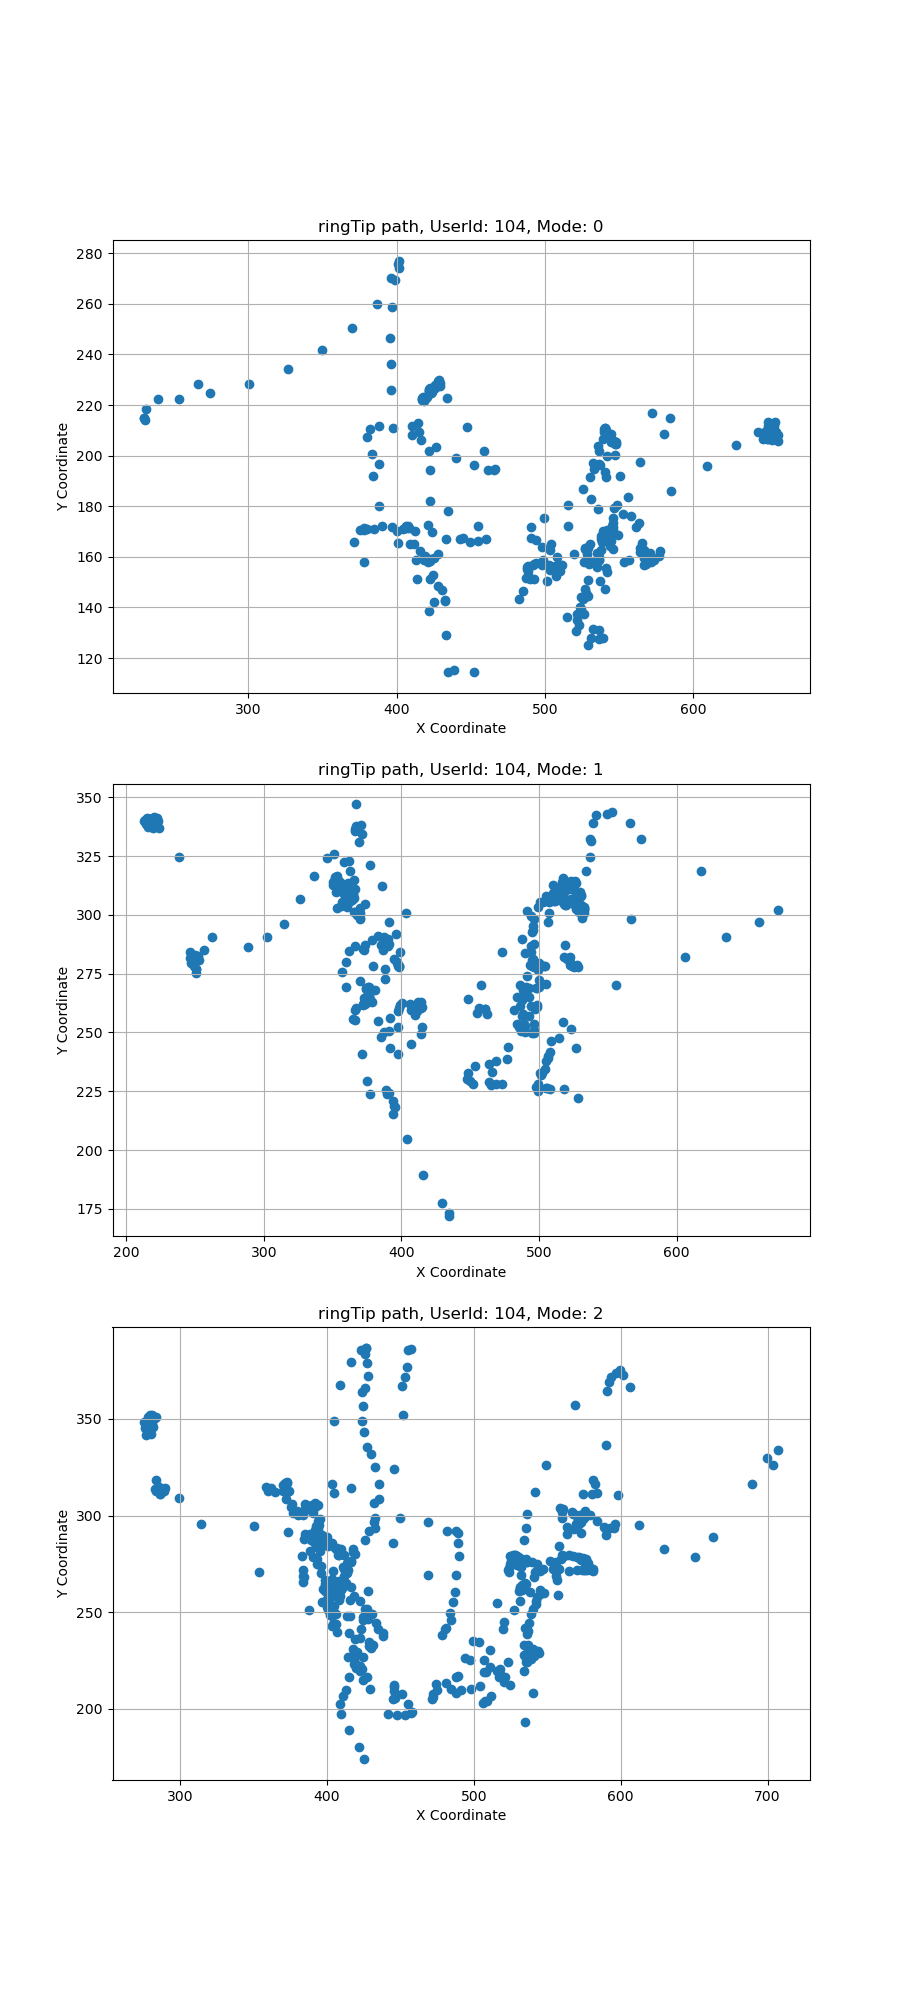 ringTip path, UserId: 104, Mode: 0
280
260
240
220
200
180
160
140
120
Y Coordinate
300 400 500 600
X Coordinate
ringTip path, UserId: 104, Mode: 1
350
325
300
275
250
225
200
175
Y Coordinate
200 300 400 500 600
X Coordinate
ringTip path, UserId: 104, Mode: 2
350
300
250
200
Y Coordinate
300 400 500 600 700
X Coordinate